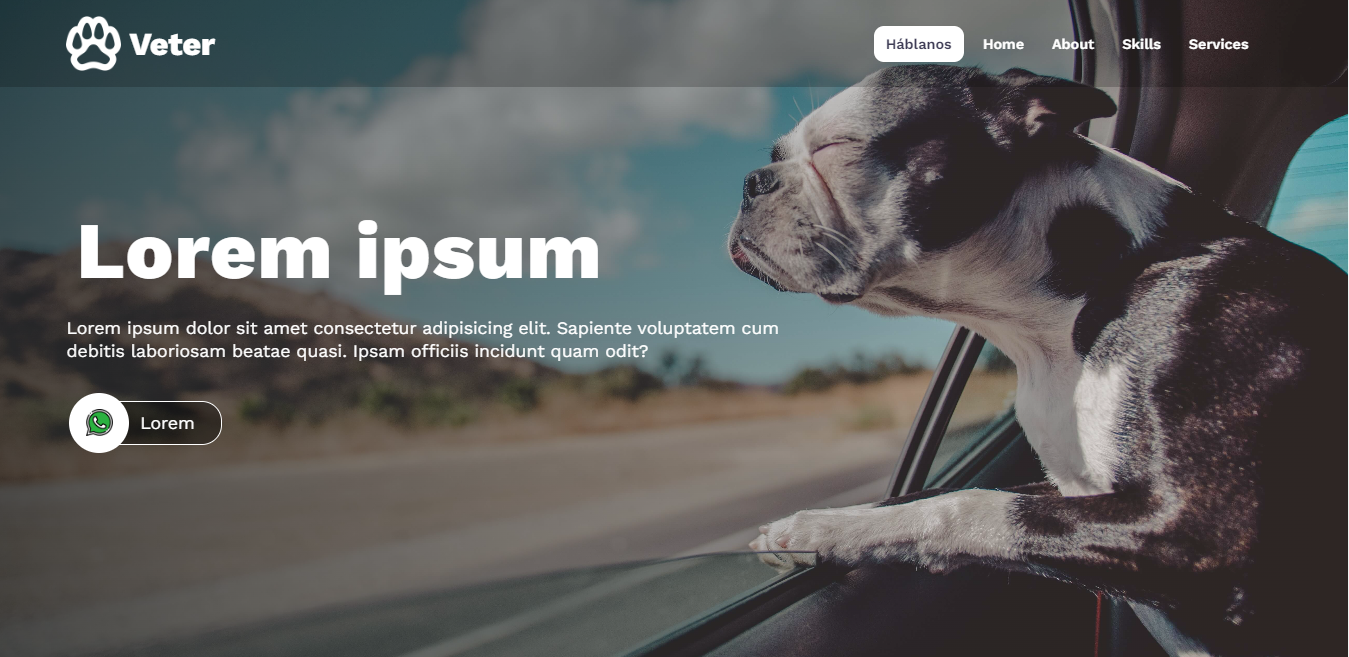 Veter
Háblanos Home About Skills Services
Lorem ipsum
Lorem ipsum dolor sit amet consectetur adipisicing elit. Sapiente voluptatem cum
debitis laboriosam beatae quasi. Ipsam officiis incidunt quam odit?
Lorem